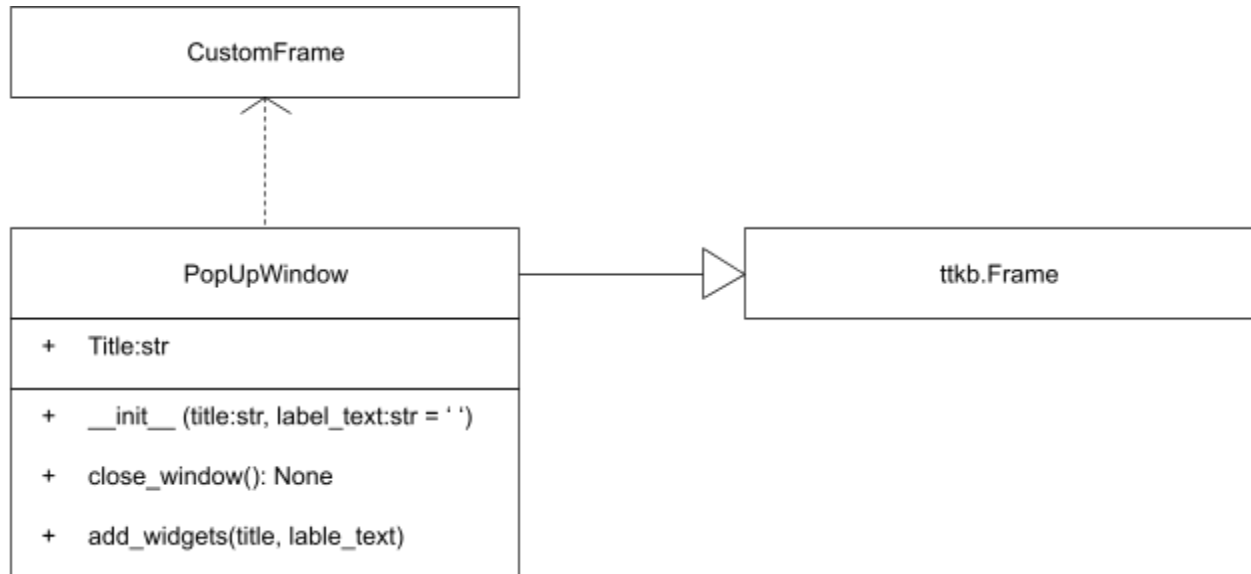 CustomFrame
PopUpWindow
ttkb.Frame
+ Title:str
+ __init__ (title:str, label_text:str = ‘ ‘)
+ close_window(): None
+ add_widgets(title, lable_text)